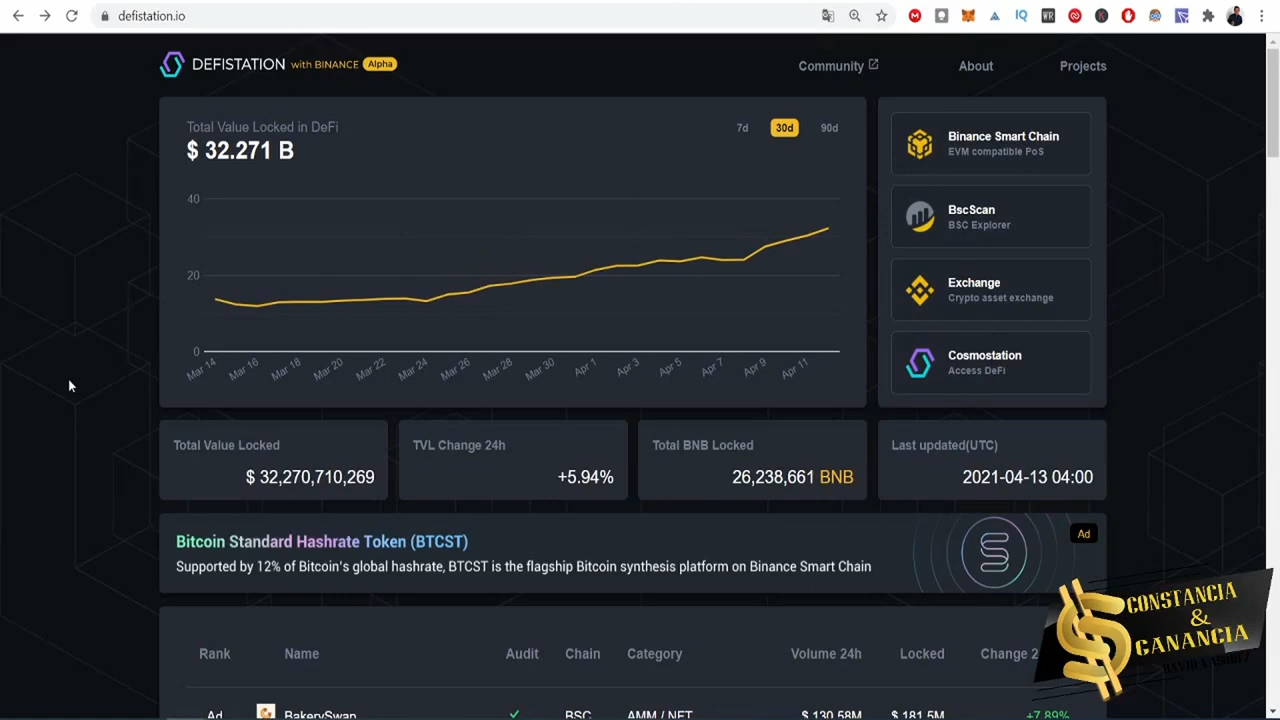 defistation.io
DEFISTATION with BINANCE Alpha
Community
About
Projects
Total Value Locked in DeFi
$ 32.271 B
7d
30d
90d
40
20
0
Mar 14
Mar 16
Mar 18
Mar 20
Mar 22
Mar 24
Mar 26
Mar 28
Mar 30
Apr 1
Apr 3
Apr 5
Apr 7
Apr 9
Apr 11
Binance Smart Chain
EVM compatible PoS
BscScan
BSC Explorer
Exchange
Crypto asset exchange
Cosmostation
Access DeFi
Total Value Locked
$ 32,270,710,269
TVL Change 24h
+5.94%
Total BNB Locked
26,238,661 BNB
Last updated(UTC)
2021-04-13 04:00
Bitcoin Standard Hashrate Token (BTCST)
Ad
Supported by 12% of Bitcoin's global hashrate, BTCST is the flagship Bitcoin synthesis platform on Binance Smart Chain
CONSTANCIA
&
GANANCIA
Rank
Name
Audit
Chain
Category
Volume 24h
Locked
Change 2
Ad
BakerySwap
BSC
AMM / NFT
$ 130.58M
$ 181.5M
+7.89%